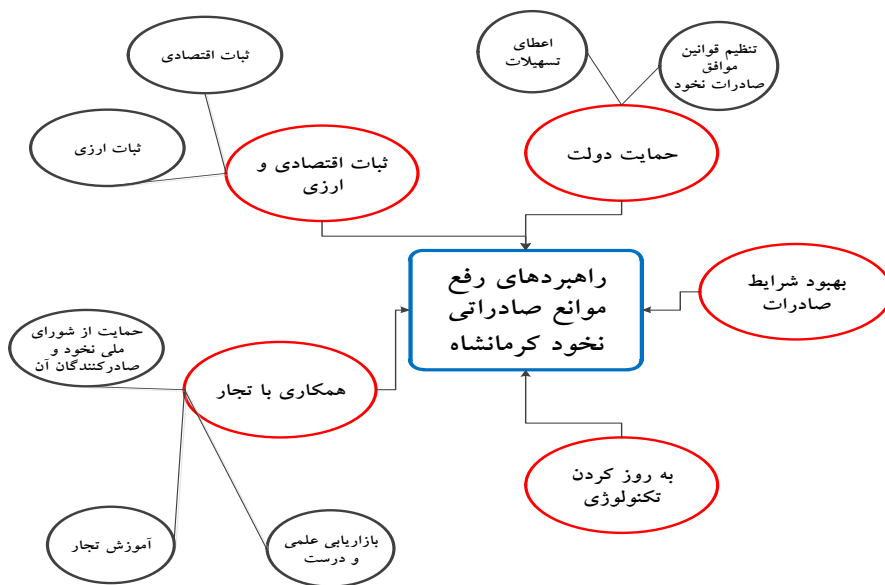 تنظیم قوانین
موافق
صادرات نخود
اعطای
تسهیلات
ثبات اقتصادی
ثبات ارزی
حمایت دولت
ثبات اقتصادی و
ارزی
راهبردهای رفع
موانع صادراتی
نخود کرمانشاه
بهبود شرایط
صادرات
حمایت از شورای
ملی نخود و
صادرکنندگان آن
همکاری با تجار
به روز کردن
تکنولوژی
بازاریابی علمی
و درست
آموزش تجار